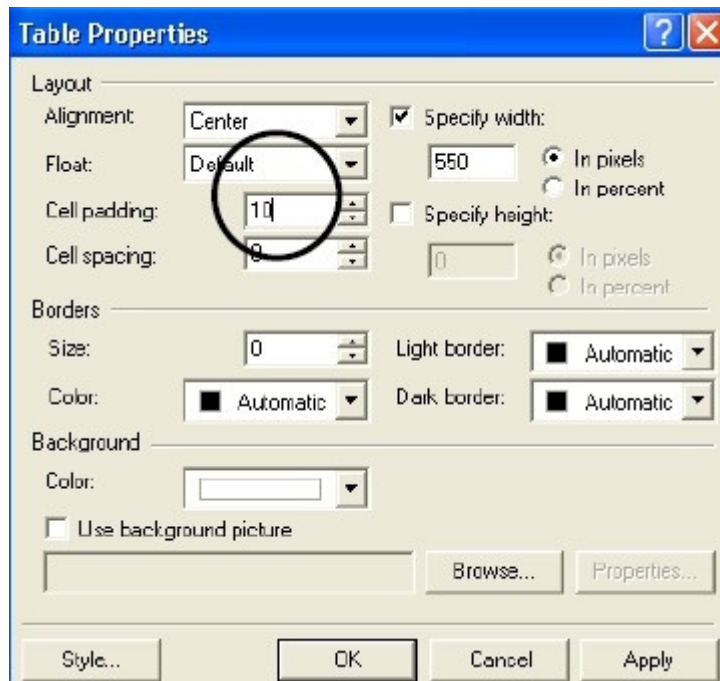 Table Properties
Layout
Alignment: Center
Specify width:
Float: Default
550
In pixels
In percent
Cell padding: 10
Specify height:
Cell spacing: 0
0
In pixels
In percent
Borders
Size: 0
Light border: Automatic
Color: Automatic
Dark border: Automatic
Background
Color:
Use background picture
Browse...
Properties...
Style...
OK
Cancel
Apply